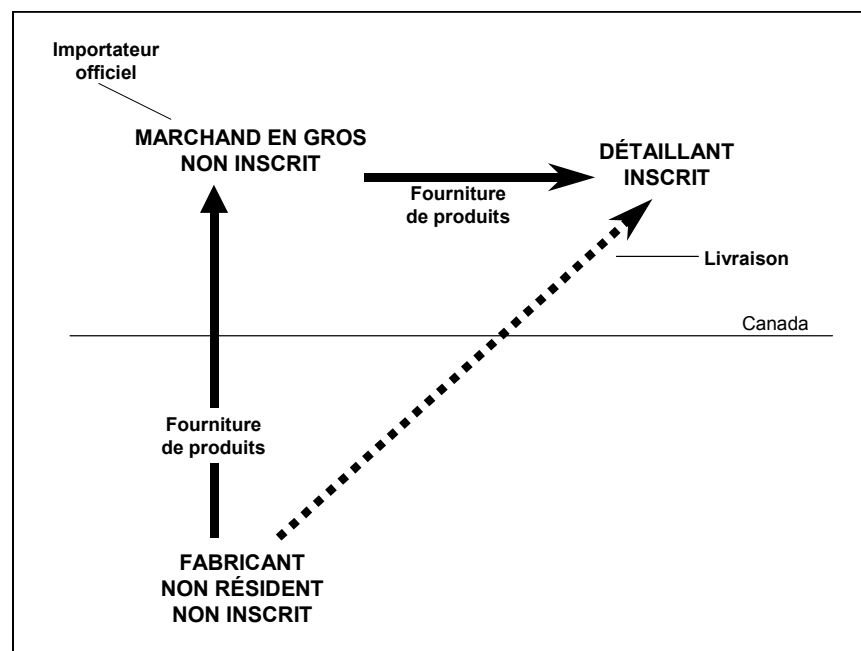 Importateur
officiel
MARCHAND EN GROS
NON INSCRIT
DÉTAILLANT
INSCRIT
Fourniture
de produits
Livraison
Canada
Fourniture
de produits
FABRICANT
NON RÉSIDENT
NON INSCRIT